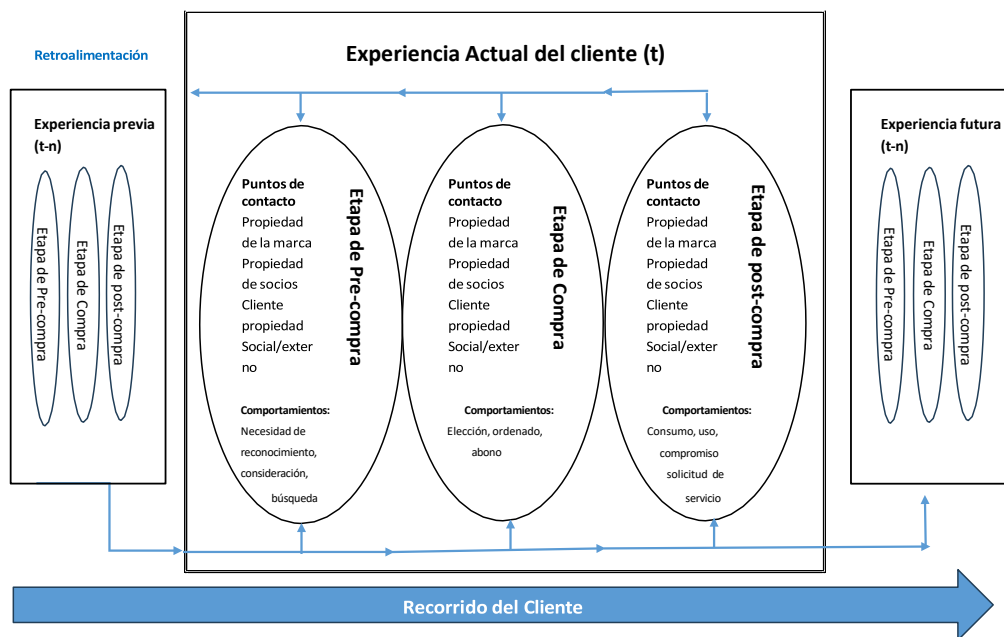 Retroalimentación
Experiencia Actual del cliente (t)
Experiencia previa
(t-n)
Etapa de Pre-compra
Etapa de Compra
Etapa de post-compra
Puntos de
contacto
Propiedad
de la marca
Propiedad
de socios
Cliente
propiedad
Social/exter
no
Etapa de Pre-compra
Comportamientos:
Necesidad de
reconocimiento,
consideración,
búsqueda
Puntos de
contacto
Propiedad
de la marca
Propiedad
de socios
Cliente
propiedad
Social/exter
no
Etapa de Compra
Comportamientos:
Elección, ordenado,
abono
Puntos de
contacto
Propiedad
de la marca
Propiedad
de socios
Cliente
propiedad
Social/exter
no
Etapa de post-compra
Comportamientos:
Consumo, uso,
compromiso
solicitud de
servicio
Experiencia futura
(t-n)
Etapa de Pre-compra
Etapa de Compra
Etapa de post-compra
Recorrido del Cliente